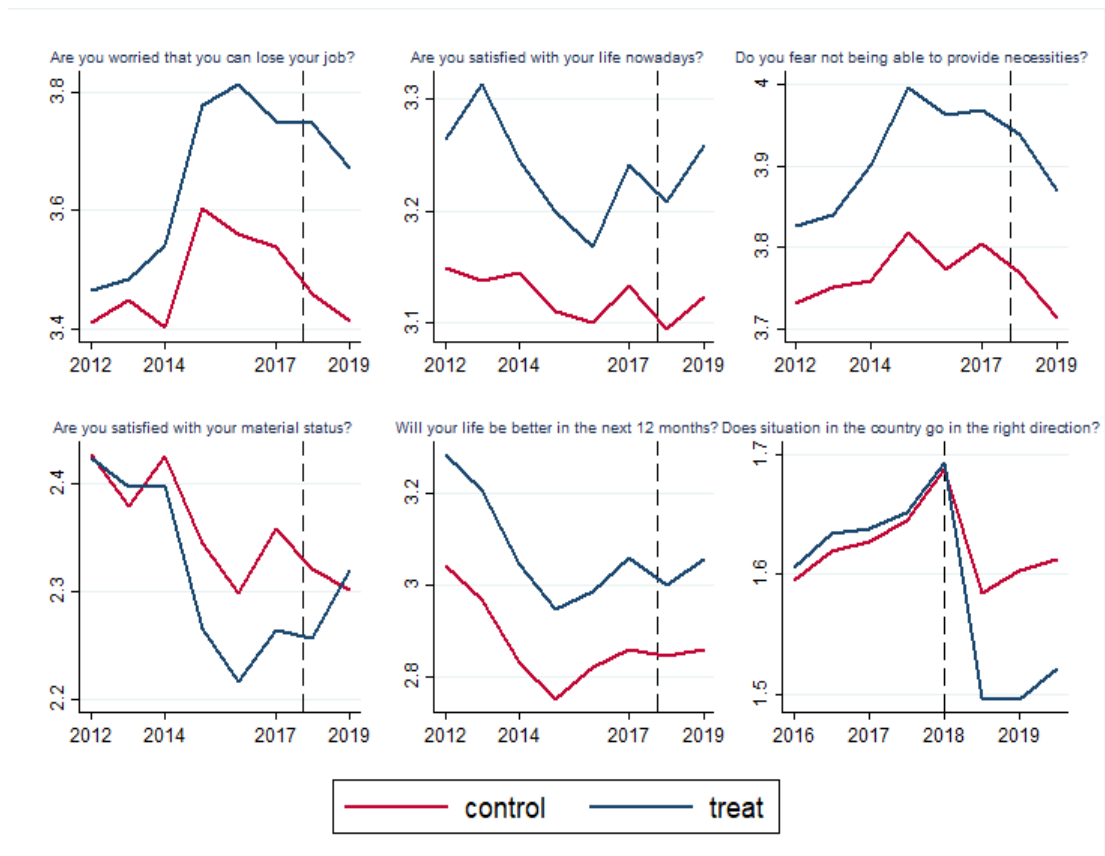 Are you worried that you can lose your job?
3.8
3.6
3.4
2012 2014 2017 2019
Are you satisfied with your life nowadays?
3.3
3.2
3.1
2012 2014 2017 2019
Do you fear not being able to provide necessities?
4
3.9
3.8
3.7
2012 2014 2017 2019
Are you satisfied with your material status?
2.4
2.3
2.2
2012 2014 2017 2019
Will your life be better in the next 12 months?
3.2
3
2.8
2012 2014 2017 2019
Does situation in the country go in the right direction?
1.7
1.6
1.5
2016 2017 2018 2019
control treat